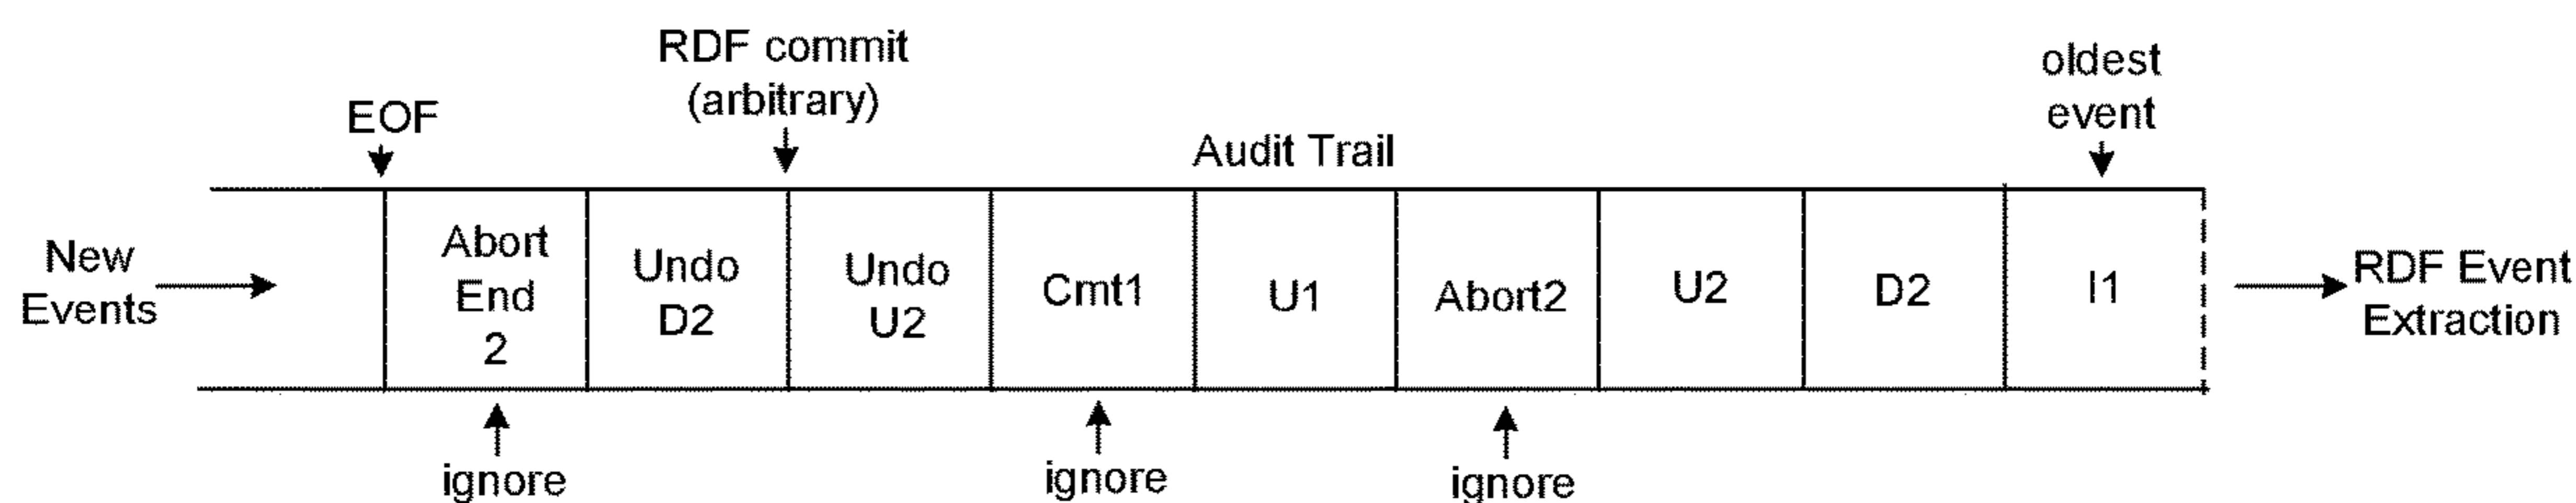 RDF commit
(arbitrary)
oldest
event
EOF
Audit Trail
New
Events
Abort
End
2
Undo
D2
Undo
U2
Cmt1
U1
Abort2
U2
D2
I1
RDF Event
Extraction
ignore
ignore
ignore